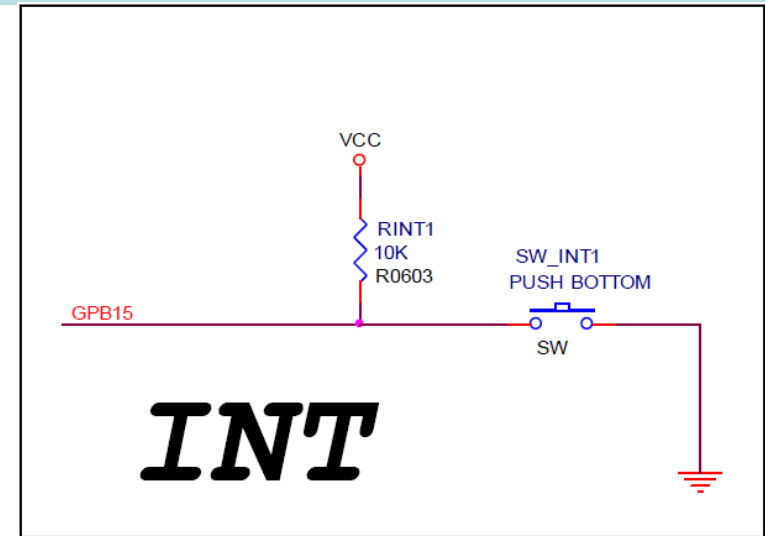 VCC
RINT1
10K
R0603
SW_INT1
PUSH BOTTOM
GPB15
SW
INT